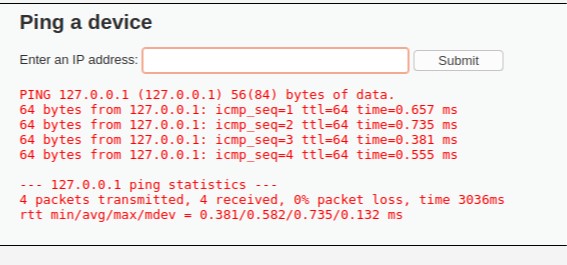 Ping a device
Enter an IP address: Submit
PING 127.0.0.1 (127.0.0.1) 56(84) bytes of data.
64 bytes from 127.0.0.1: icmp_seq=1 ttl=64 time=0.657 ms
64 bytes from 127.0.0.1: icmp_seq=2 ttl=64 time=0.735 ms
64 bytes from 127.0.0.1: icmp_seq=3 ttl=64 time=0.381 ms
64 bytes from 127.0.0.1: icmp_seq=4 ttl=64 time=0.555 ms
--- 127.0.0.1 ping statistics ---
4 packets transmitted, 4 received, 0% packet loss, time 3036ms
rtt min/avg/max/mdev = 0.381/0.582/0.735/0.132 ms